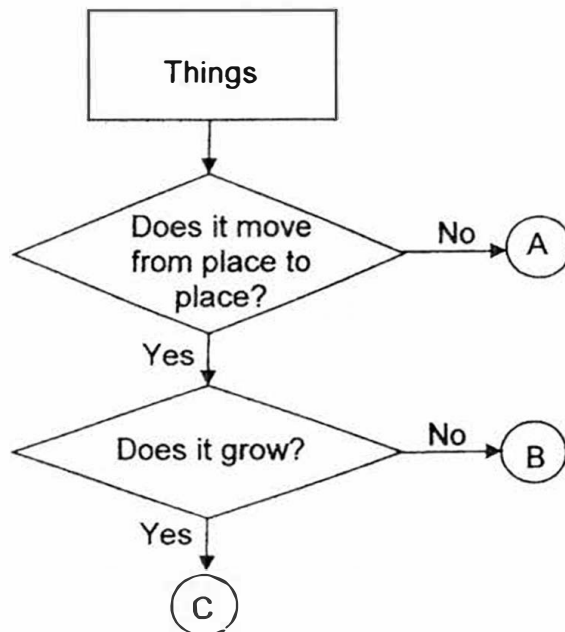 Things
Does it move
from place to
place?
No
A
Yes
Does it grow?
No
B
Yes
C